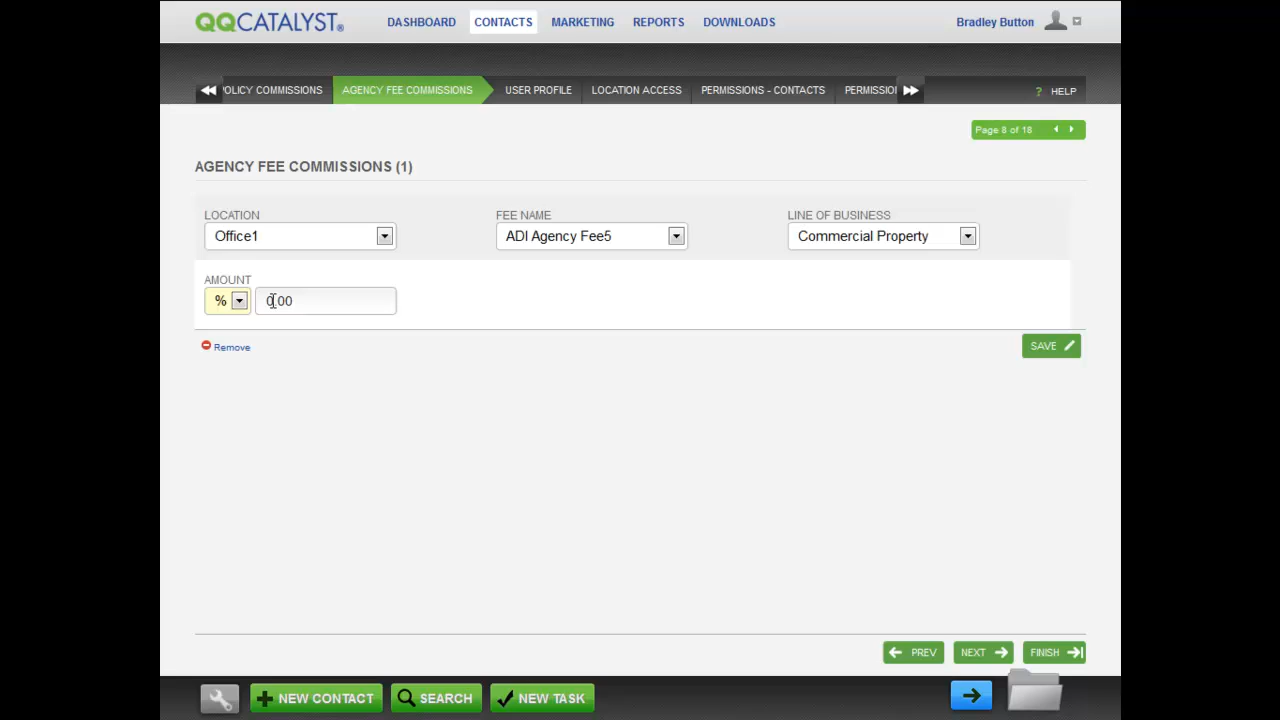 QQCATALYST®
DASHBOARD CONTACTS MARKETING REPORTS DOWNLOADS Bradley Button
OLICY COMMISSIONS AGENCY FEE COMMISSIONS USER PROFILE LOCATION ACCESS PERMISSIONS - CONTACTS PERMISSION ? HELP
Page 8 of 18
AGENCY FEE COMMISSIONS (1)
LOCATION FEE NAME LINE OF BUSINESS
Office1 ADI Agency Fee5 Commercial Property
AMOUNT
% 0.00
Remove SAVE
PREV NEXT FINISH
NEW CONTACT SEARCH NEW TASK